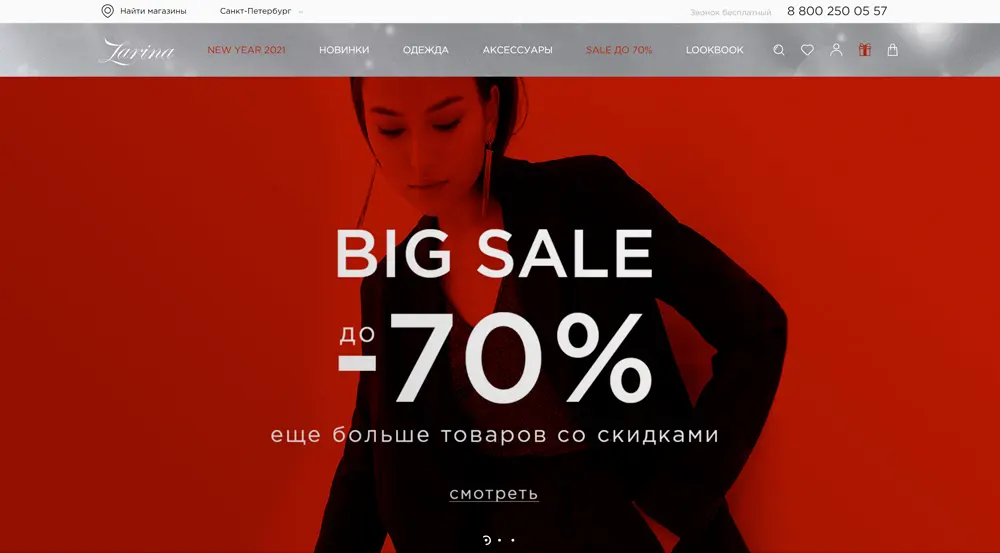 Найти магазины
Санкт-Петербург
Звонок бесплатный
8 800 250 05 57
Zarina
NEW YEAR 2021
НОВИНКИ
ОДЕЖДА
АКСЕССУАРЫ
SALE ДО 70%
LOOKBOOK
BIG SALE
до
-70%
еще больше товаров со скидками
смотреть